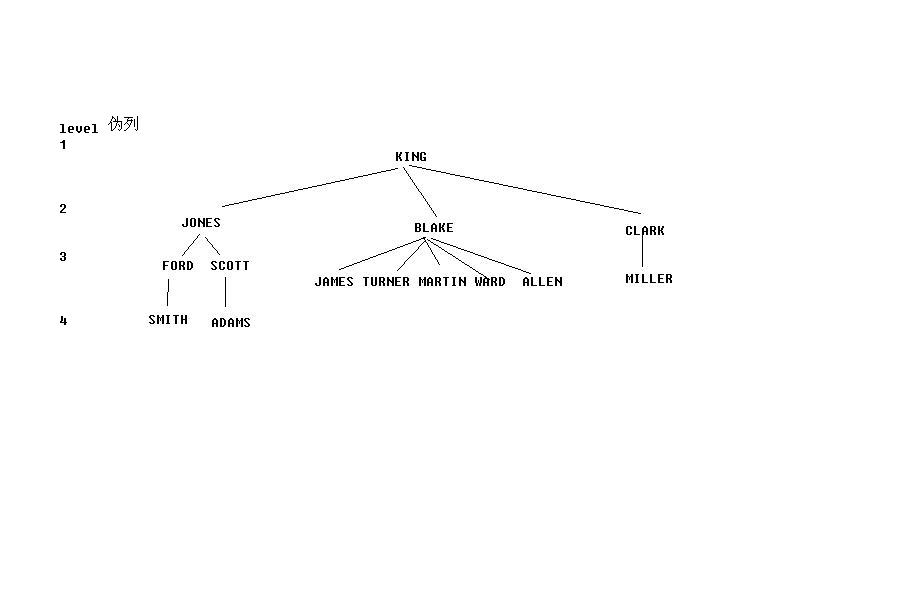 level 伪列
1
KING
2
JONES BLAKE CLARK
3
FORD SCOTT JAMES TURNER MARTIN WARD ALLEN MILLER
4
SMITH ADAMS